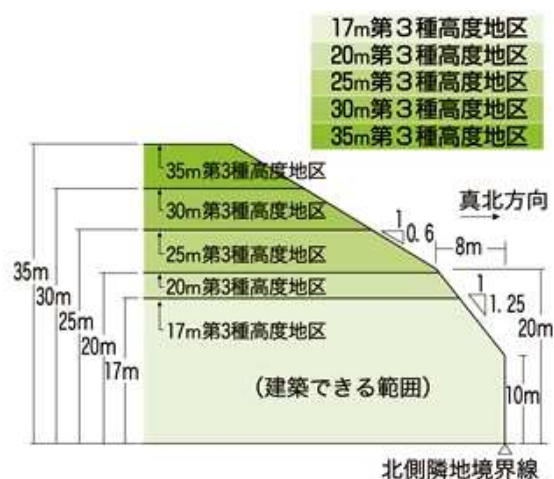 17m第3種高度地区
20m第3種高度地区
25m第3種高度地区
30m第3種高度地区
35m第3種高度地区
35m第3種高度地区
30m第3種高度地区
25m第3種高度地区
20m第3種高度地区
17m第3種高度地区
真北方向
1
0.6
8m
1
1.25
35m
30m
25m
20m
17m
20m
10m
(建築できる範囲)
北側隣地境界線